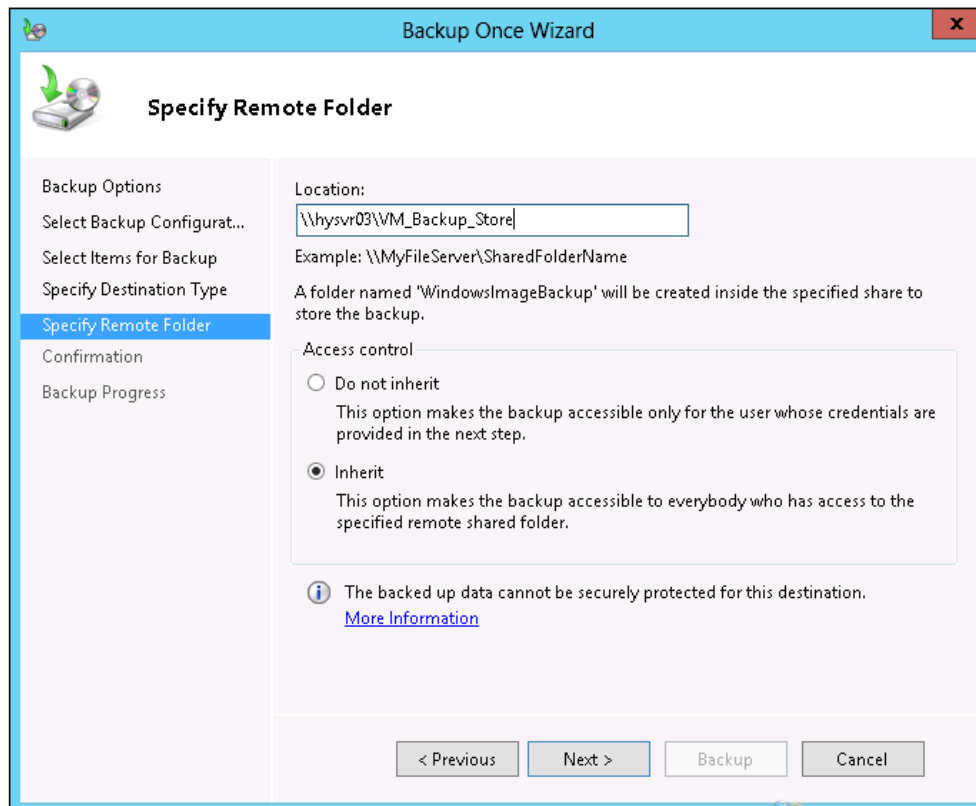 Backup Once Wizard
x
Specify Remote Folder
Backup Options
Select Backup Configurat...
Select Items for Backup
Specify Destination Type
Specify Remote Folder
Confirmation
Backup Progress
Location:
\\hysvr03\VM_Backup_Store
Example: \\MyFileServer\SharedFolderName
A folder named 'WindowsImageBackup' will be created inside the specified share to
store the backup.
Access control
Do not inherit
This option makes the backup accessible only for the user whose credentials are
provided in the next step.
Inherit
This option makes the backup accessible to everybody who has access to the
specified remote shared folder.
The backed up data cannot be securely protected for this destination.
More Information
< Previous
Next >
Backup
Cancel